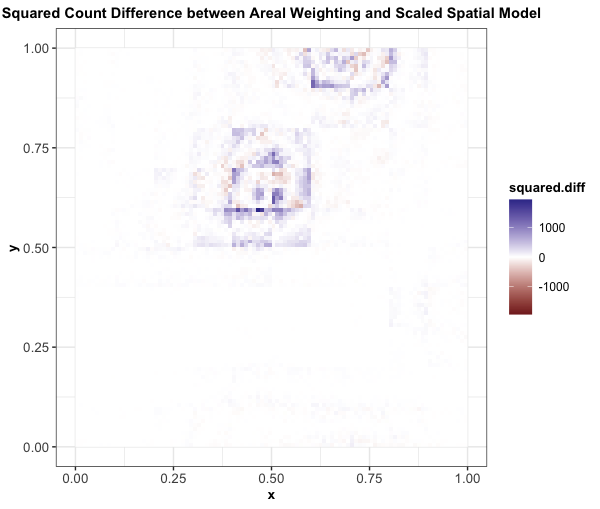 Squared Count Difference between Areal Weighting and Scaled Spatial Model
1.00
0.75
0.50
0.25
0.00
y
0.00 0.25 0.50 0.75 1.00
x
squared.diff
1000
0
-1000